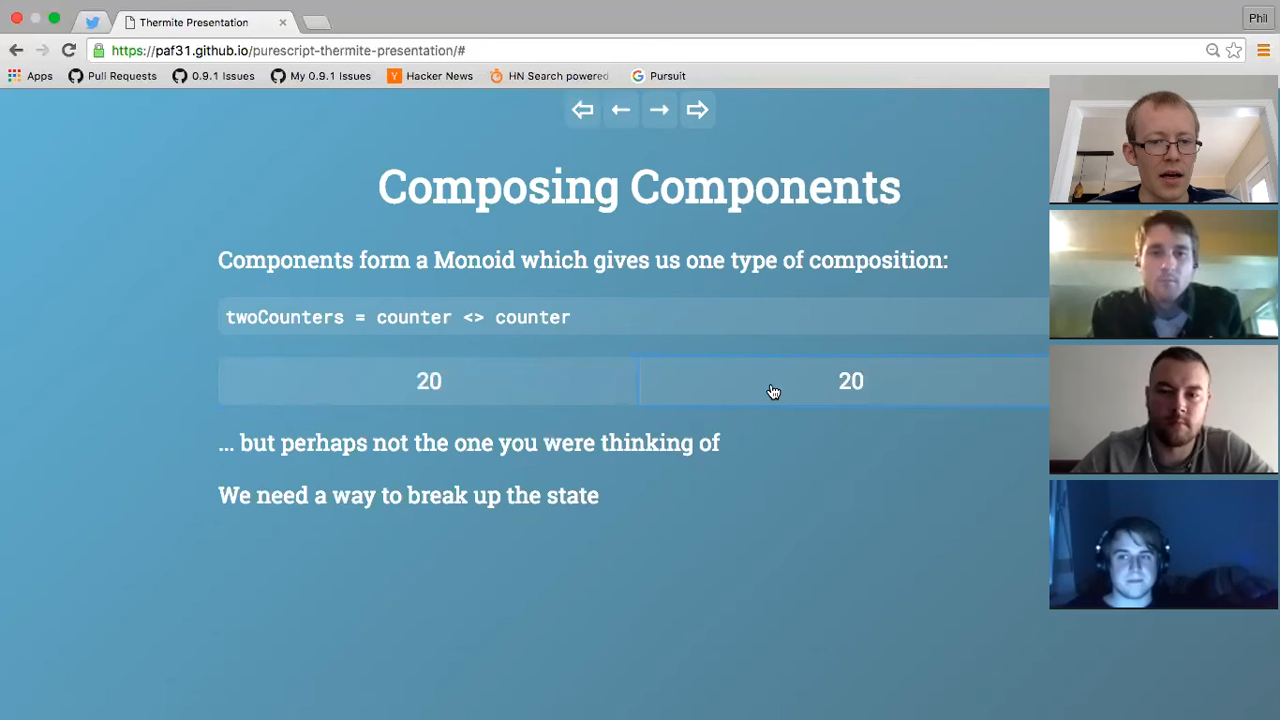 Thermite Presentation
Phil
https://paf31.github.io/purescript-thermite-presentation/#
Apps Pull Requests 0.9.1 Issues My 0.9.1 Issues Y Hacker News HN Search powered G Pursuit
Composing Components
Components form a Monoid which gives us one type of composition:
twoCounters = counter <> counter
20 20
... but perhaps not the one you were thinking of
We need a way to break up the state